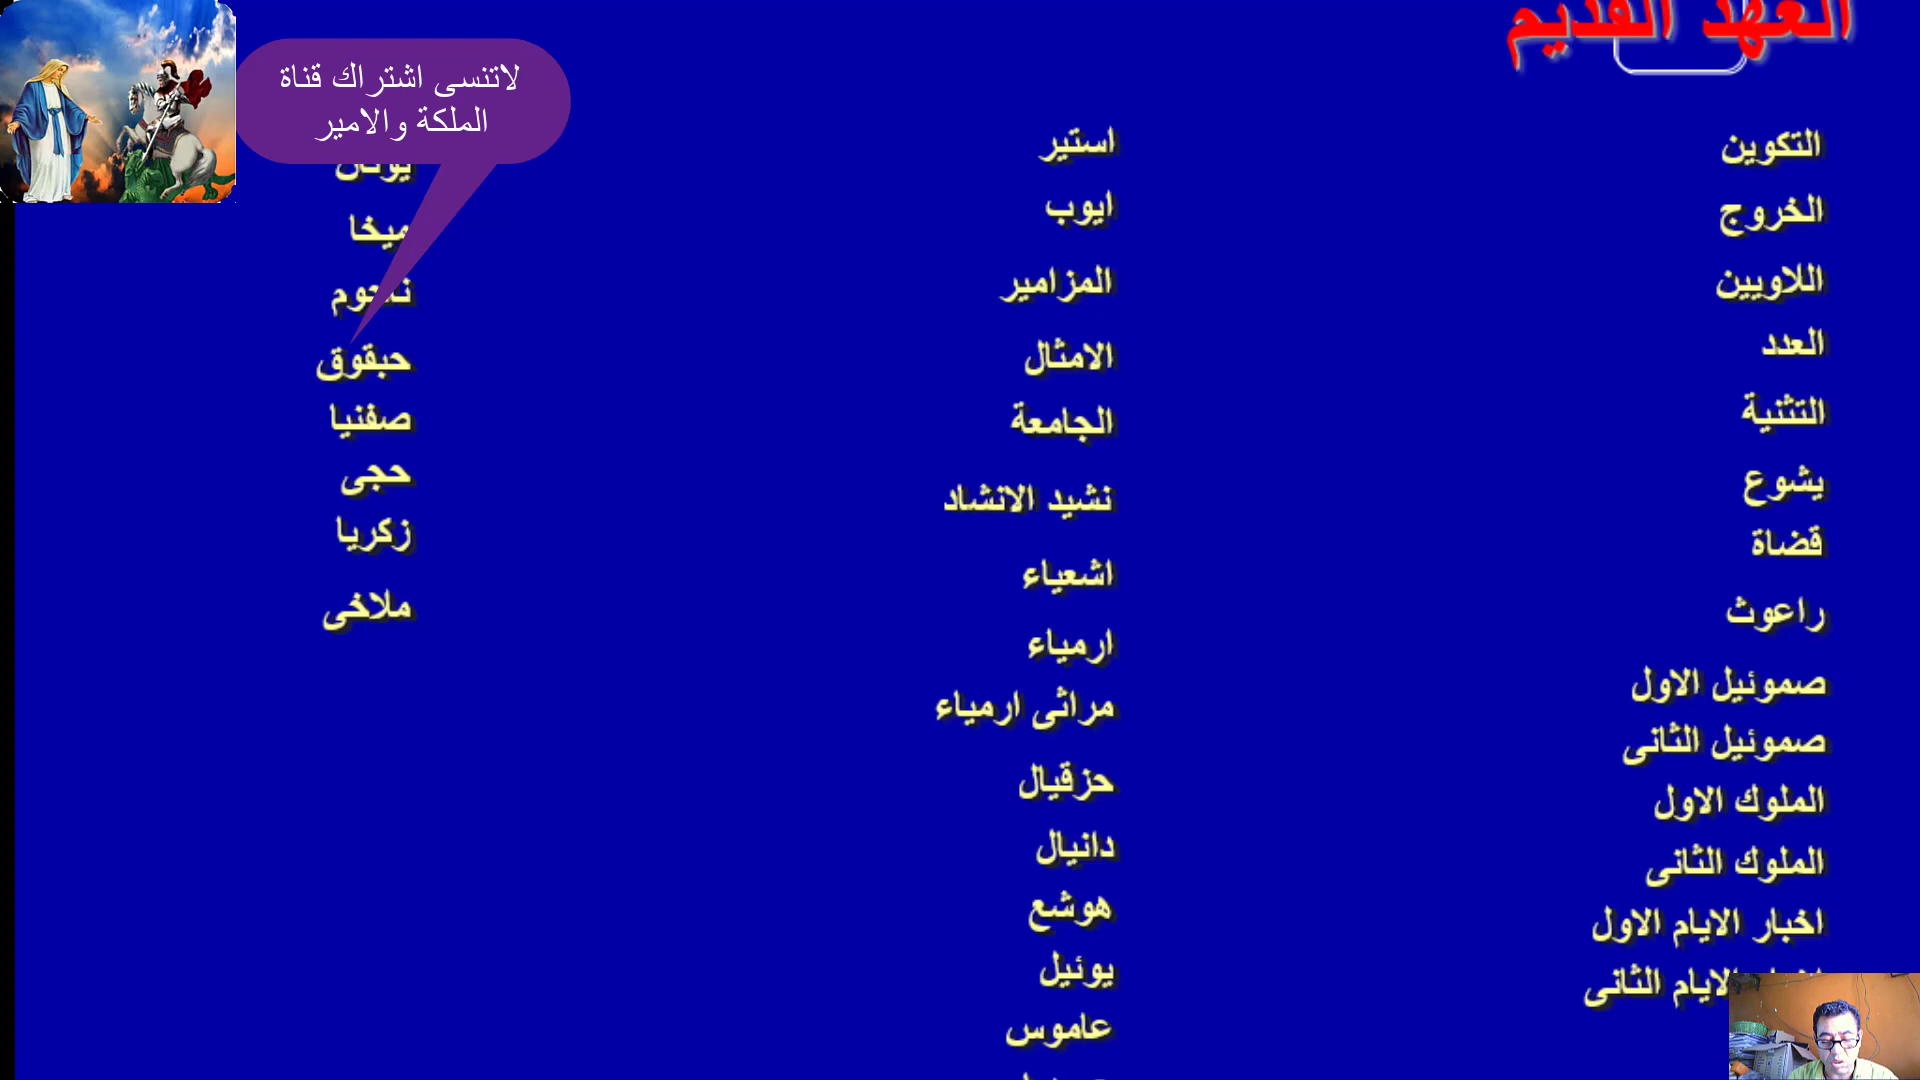 العهد القديم
لاتنسى اشتراك قناة
الملكة والامير
التكوين
الخروج
اللاويين
العدد
التثنية
يشوع
قضاة
راعوث
صموئيل الاول
صموئيل الثانى
الملوك الاول
الملوك الثانى
اخبار الايام الاول
الايام الثانى
استير
ايوب
المزامير
الامثال
الجامعة
نشيد الانشاد
اشعياء
ارمياء
مراثى ارمياء
حزقيال
دانيال
هوشع
يوئيل
عاموس
يونان
ميخا
ناحوم
حبقوق
صفنيا
حجى
زكريا
ملاخى